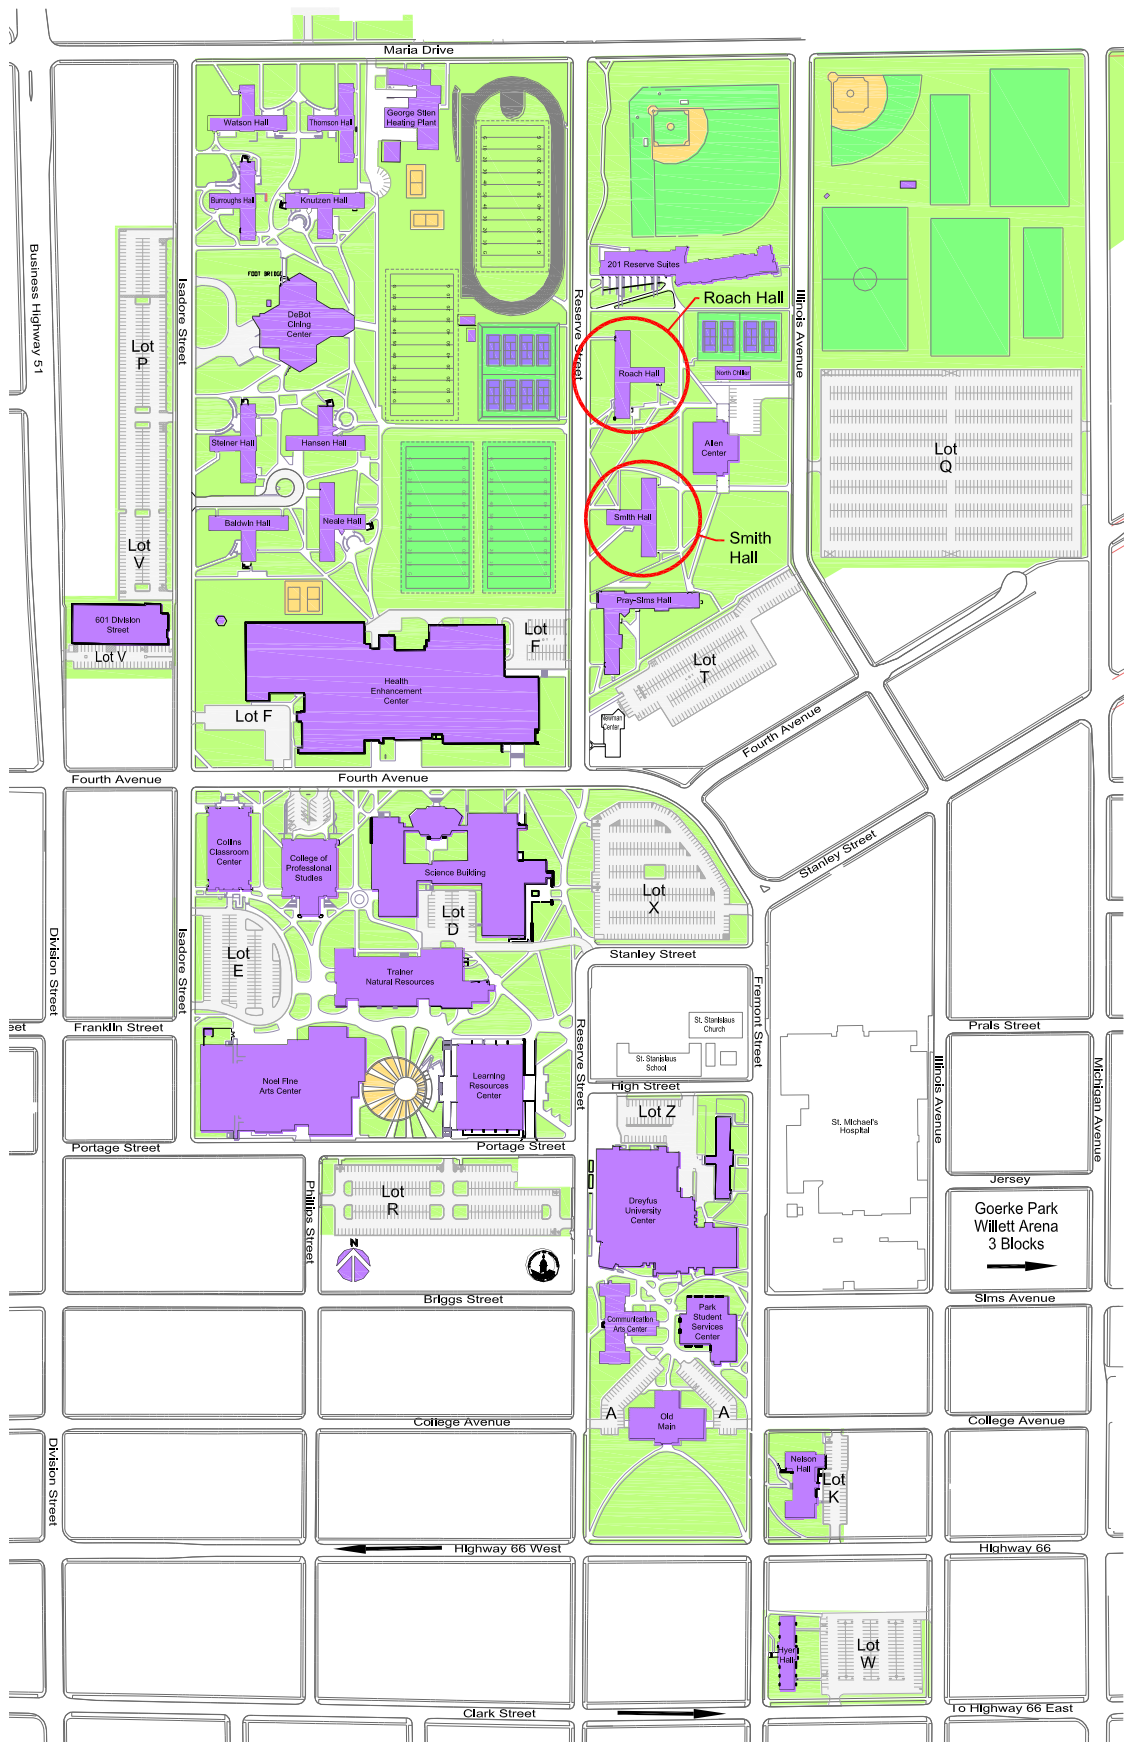 Maria Drive
Watson Hall
Thomson Hall
George Stien
Heating Plant
Burroughs Hall
Knutzen Hall
Business Highway 51
Isadore Street
FOOT BRIDGE
DeBot
Dining
Center
Lot
P
201 Reserve Suites
Reserve Street
Illinois Avenue
Roach Hall
Roach Hall
North Chiller
Steiner Hall
Hansen Hall
Allen
Center
Lot
Q
Baldwin Hall
Neale Hall
Smith Hall
Smith
Hall
Lot
V
601 Division
Street
Lot V
Pray-Sims Hall
Lot
F
Lot
T
Health
Enhancement
Center
Lot F
Newman
Center
Fourth Avenue
Fourth Avenue
Fourth Avenue
Collins
Classroom
Center
College of
Professional
Studies
Science Building
Stanley Street
Lot
X
Lot
D
Lot
E
Division Street
Isadore Street
Trainer
Natural Resources
Stanley Street
Fremont Street
St. Stanislaus
Church
St. Stanislaus
School
eet
Franklin Street
Reserve Street
Prais Street
Illinois Avenue
Michigan Avenue
High Street
Noel Fine
Arts Center
Learning
Resources
Center
Lot Z
St. Michael's
Hospital
Portage Street
Portage Street
Jersey
Phillips Street
Lot
R
Dreyfus
University
Center
Goerke Park
Willett Arena
3 Blocks
N
Briggs Street
Sims Avenue
Communication
Arts Center
Park
Student
Services
Center
A
Old
Main
A
College Avenue
College Avenue
Division Street
Nelson
Hall
Lot
K
Highway 66 West
Highway 66
Hyer
Hall
Lot
W
Clark Street
To Highway 66 East